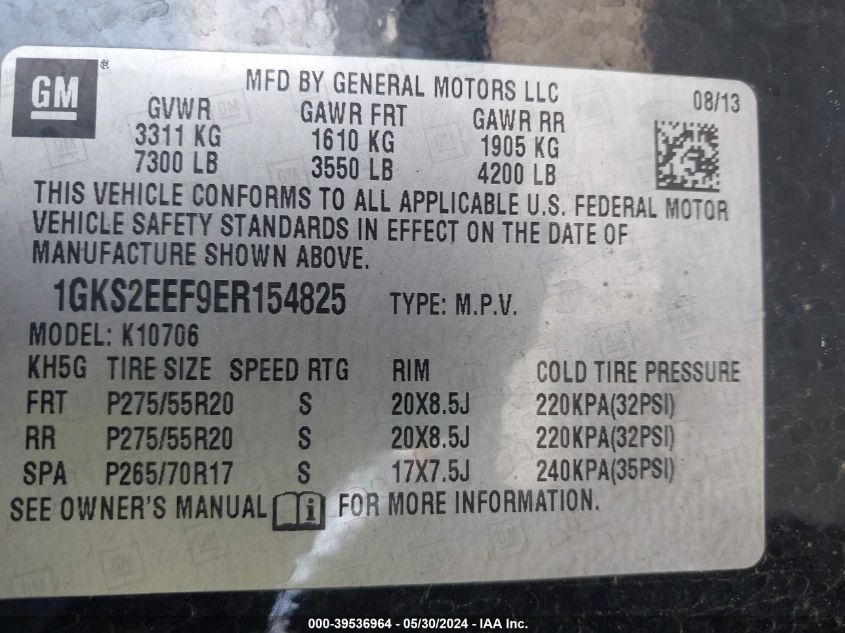 GM ®
MFD BY GENERAL MOTORS LLC
08/13
GVWR GAWR FRT GAWR RR
3311 KG 1610 KG 1905 KG
7300 LB 3550 LB 4200 LB
THIS VEHICLE CONFORMS TO ALL APPLICABLE U.S. FEDERAL MOTOR
VEHICLE SAFETY STANDARDS IN EFFECT ON THE DATE OF
MANUFACTURE SHOWN ABOVE.
1GKS2EEF9ER154825 TYPE: M.P.V.
MODEL: K10706
KH5G TIRE SIZE SPEED RTG RIM COLD TIRE PRESSURE
FRT P275/55R20 S 20X8.5J 220KPA(32PSI)
RR P275/55R20 S 20X8.5J 220KPA(32PSI)
SPA P265/70R17 S 17X7.5J 240KPA(35PSI)
SEE OWNER'S MANUAL i FOR MORE INFORMATION.
000-39536964 / 05/30/2024 - IAA Inc.